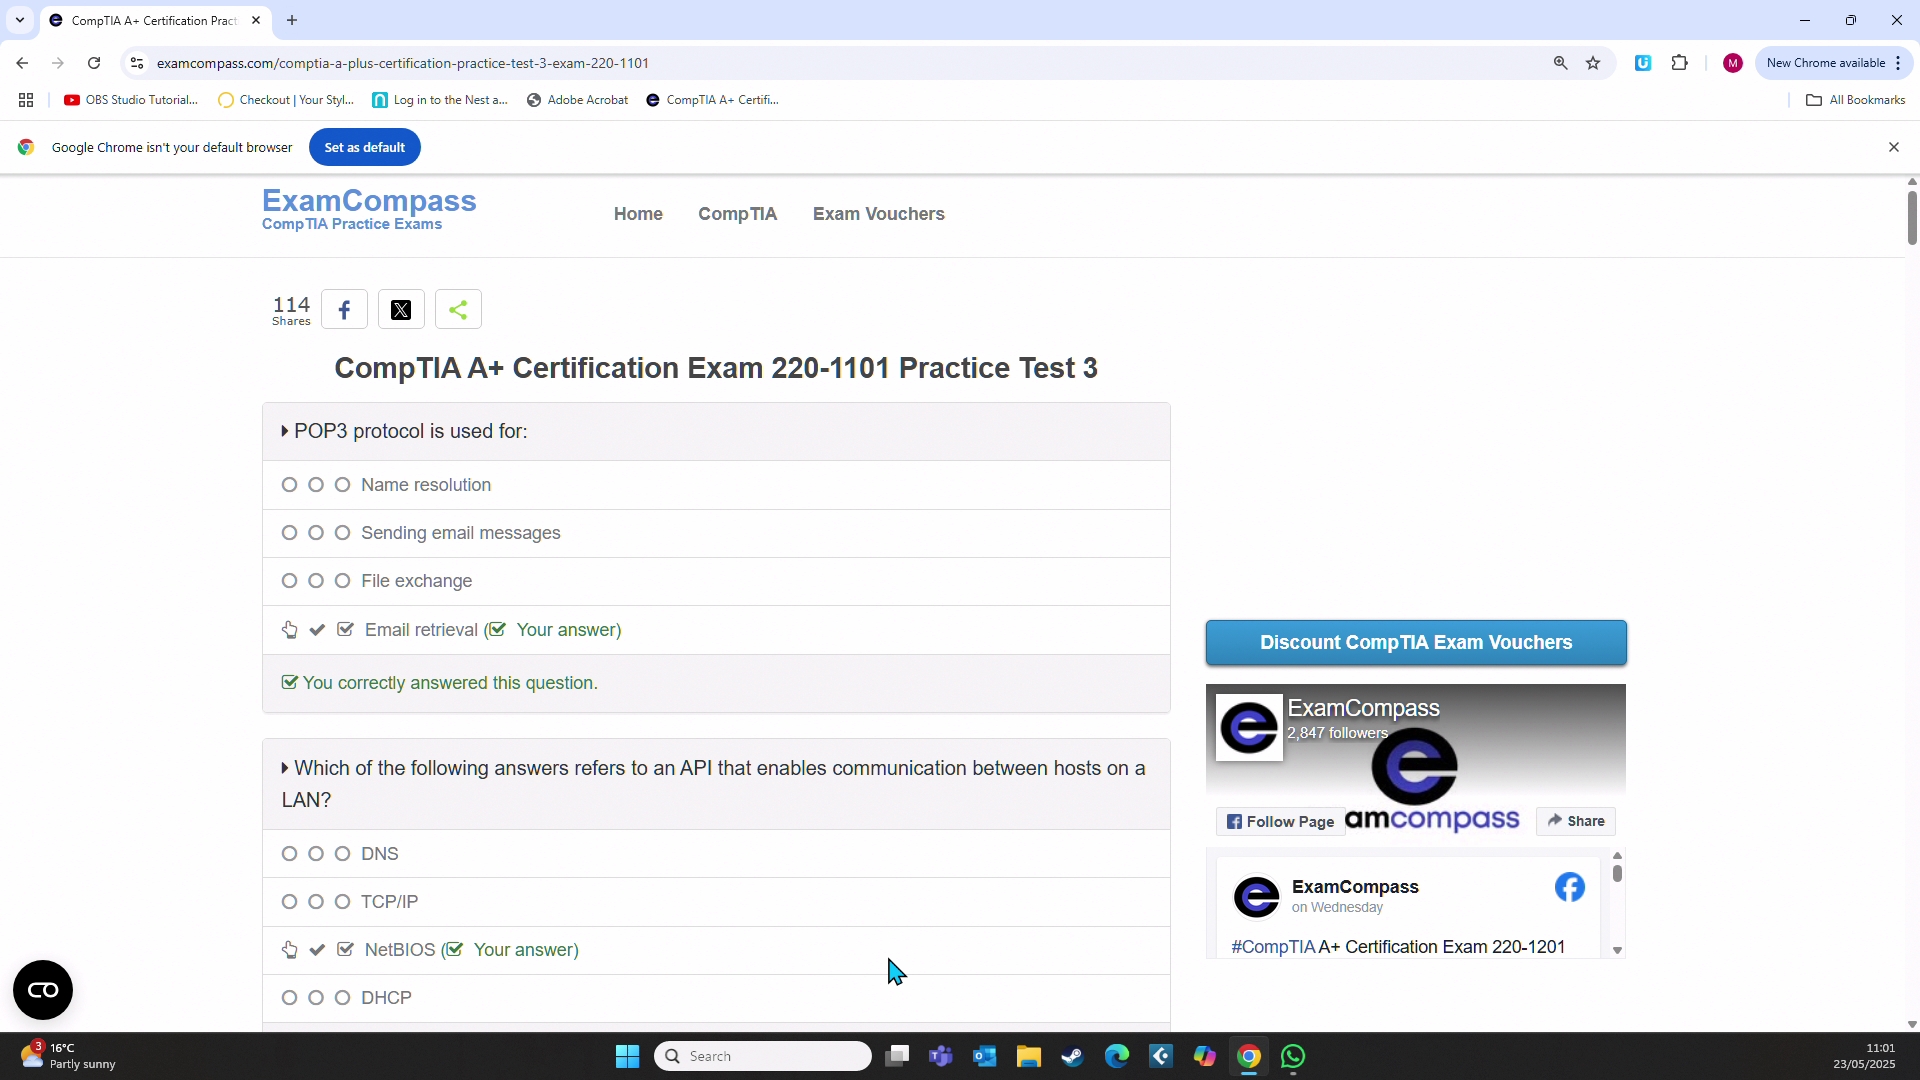 CompTIA A+ Certification Pract
examcompass.com/comptia-a-plus-certification-practice-test-3-exam-220-1101
M
New Chrome available
OBS Studio Tutorial...
Checkout | Your Styl...
Log in to the Nest a...
Adobe Acrobat
CompTIA A+ Certifi...
All Bookmarks
Google Chrome isn't your default browser
Set as default
ExamCompass
CompTIA Practice Exams
Home
CompTIA
Exam Vouchers
114
Shares
CompTIA A+ Certification Exam 220-1101 Practice Test 3
POP3 protocol is used for:
Name resolution
Sending email messages
File exchange
Email retrieval ( Your answer)
You correctly answered this question.
Which of the following answers refers to an API that enables communication between hosts on a
LAN?
DNS
TCP/IP
NetBIOS ( Your answer)
DHCP
Discount CompTIA Exam Vouchers
ExamCompass
2,847 followers
amcompass
Follow Page
Share
ExamCompass
on Wednesday
#CompTIA A+ Certification Exam 220-1201
3
16°C
Partly sunny
Search
11:01
23/05/2025